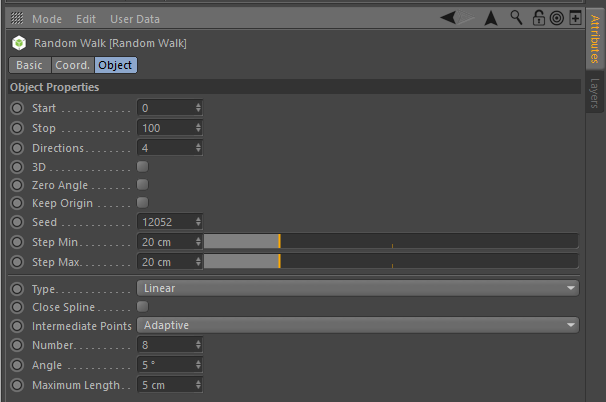 Mode Edit User Data
Random Walk [Random Walk]
Basic Coord. Object
Object Properties
Start 0
Stop 100
Directions 4
3D
Zero Angle
Keep Origin
Seed 12052
Step Min 20 cm
Step Max 20 cm
Type Linear
Close Spline
Intermediate Points Adaptive
Number 8
Angle 5 °
Maximum Length 5 cm
Attributes
Layers